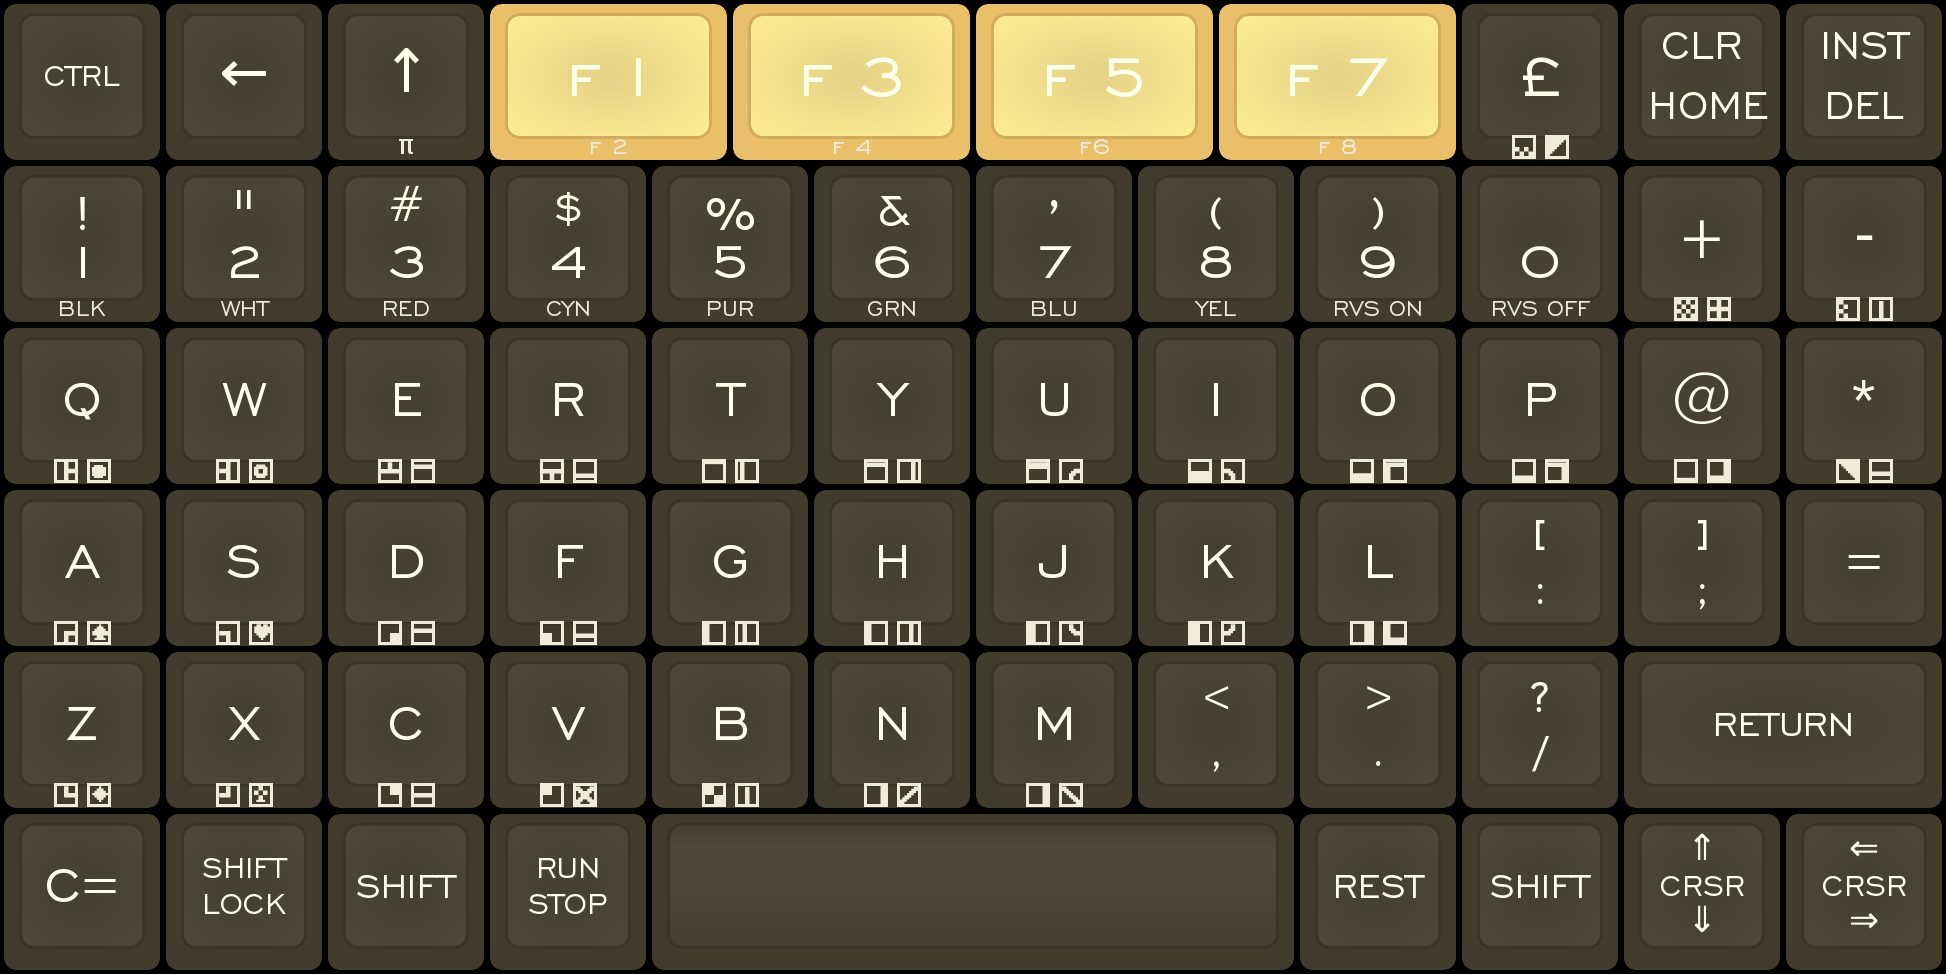 CTRL ← ↑ F 1 F 3 F 5 F 7 £ CLR INST
HOME DEL
π F 2 F 4 F6 F 8
! " # $ % & ’ ( )
1 2 3 4 5 6 7 8 9 0 + -
BLK WHT RED CYN PUR GRN BLU YEL RVS ON RVS OFF
Q W E R T Y U I O P @ *
[ ]
A S D F G H J K L =
: ;
< > ?
Z X C V B N M RETURN
, . /
SHIFT RUN ⇑ ⇐
C= SHIFT REST SHIFT CRSR CRSR
LOCK STOP ⇓ ⇒